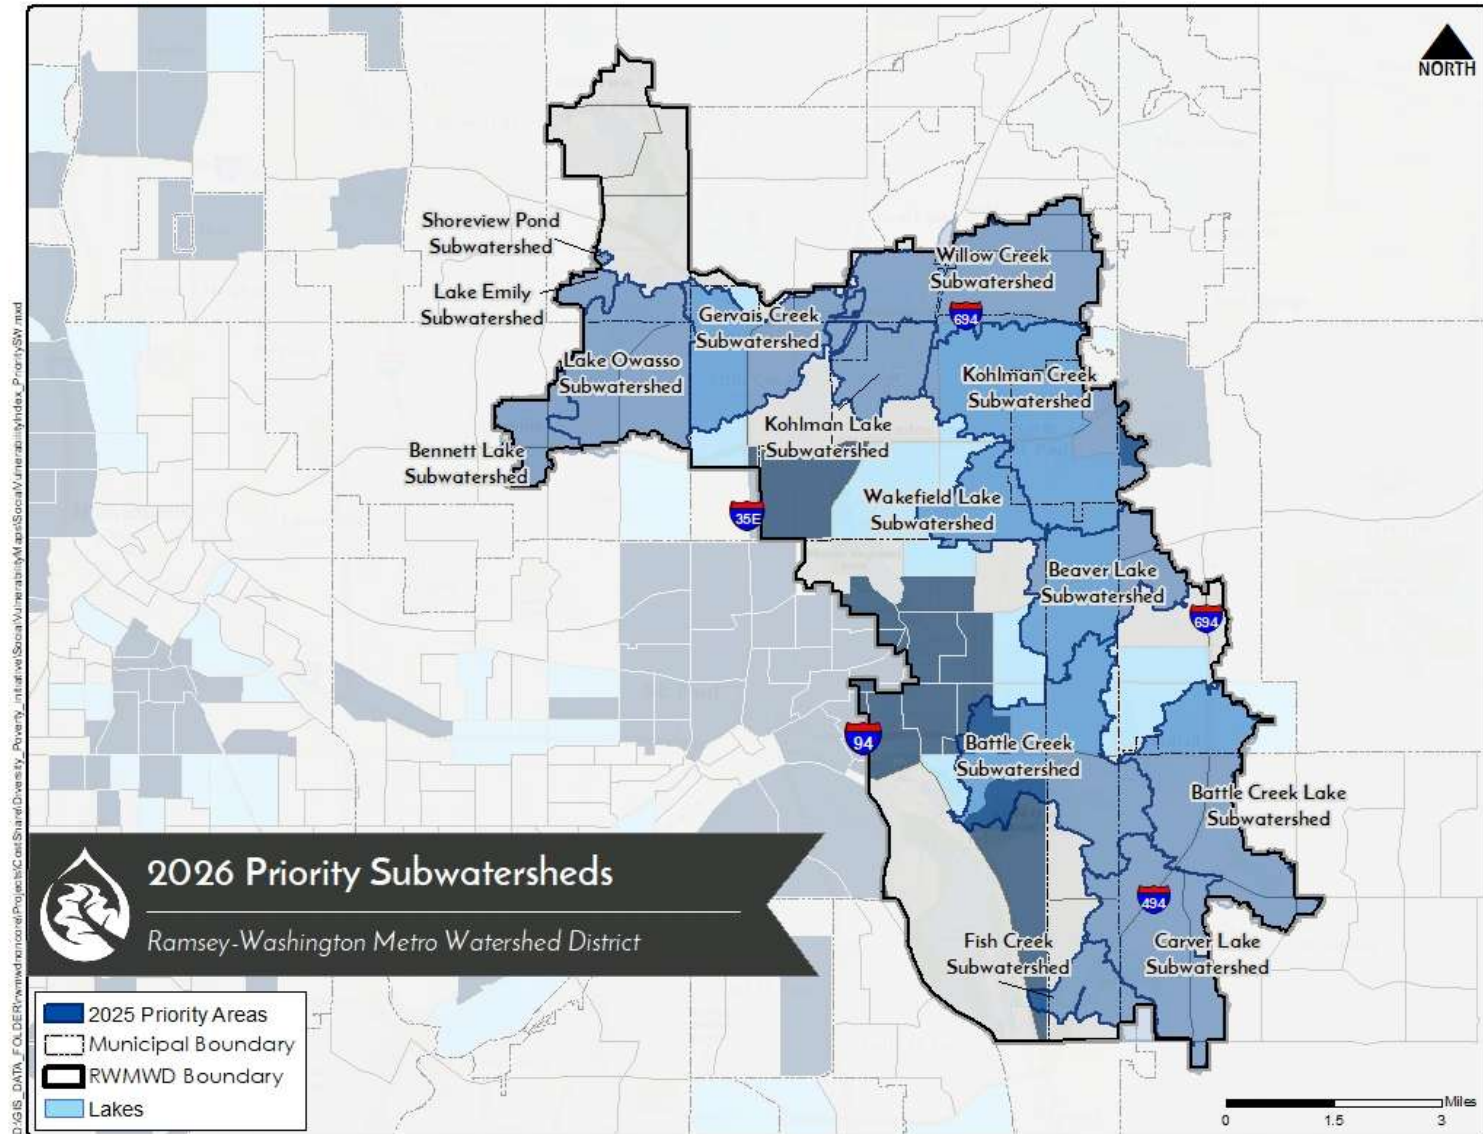 NORTH
Shoreview Pond
Subwatershed
Willow Creek
Subwatershed
Lake Emily
Subwatershed
Gervais Creek
Subwatershed
694
Lake Owasso
Subwatershed
Kohlman Creek
Subwatershed
Kohlman Lake
Subwatershed
Bennett Lake
Subwatershed
Wakefield Lake
Subwatershed
35E
Beaver Lake
Subwatershed
694
94
Battle Creek
Subwatershed
Battle Creek Lake
Subwatershed
494
Fish Creek
Subwatershed
Carver Lake
Subwatershed
2026 Priority Subwatersheds
Ramsey-Washington Metro Watershed District
2025 Priority Areas
Municipal Boundary
RWMWD Boundary
Lakes
Miles
0 1.5 3